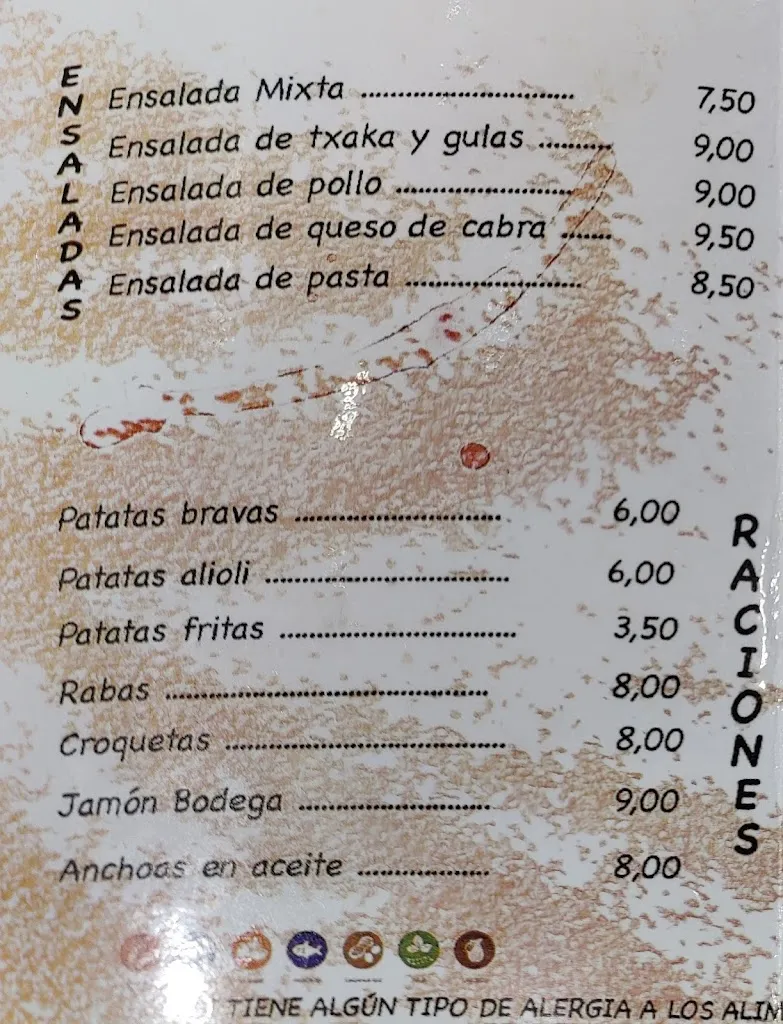 ENSALADAS
Ensalada Mixta .............................. 7,50
Ensalada de txaka y gulas .......... 9,00
Ensalada de pollo ......................... 9,00
Ensalada de queso de cabra ....... 9,50
Ensalada de pasta ......................... 8,50
RACIONES
Patatas bravas ............................. 6,00
Patatas alioli .................................. 6,00
Patatas fritas ................................ 3,50
Rabas ............................................. 8,00
Croquetas ....................................... 8,00
Jamón Bodega ........................... 9,00
Anchoas en aceite .................. 8,00
TIENE ALGÚN TIPO DE ALERGIA A LOS ALIM